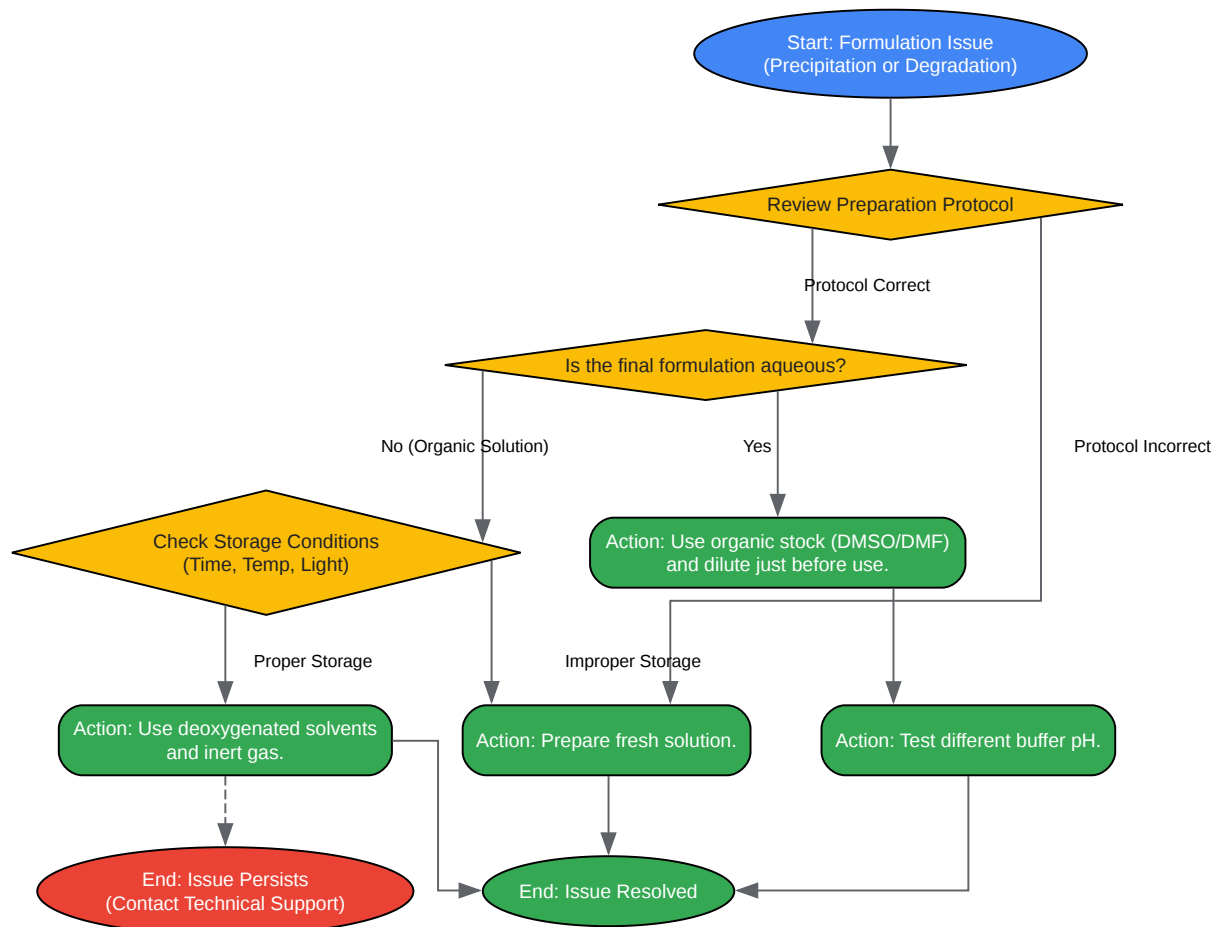 Start: Formulation Issue
(Precipitation or Degradation)
Review Preparation Protocol
Protocol Correct
Is the final formulation aqueous?
No (Organic Solution)
Yes
Protocol Incorrect
Check Storage Conditions
(Time, Temp, Light)
Action: Use organic stock (DMSO/DMF)
and dilute just before use.
Proper Storage
Improper Storage
Action: Use deoxygenated solvents
and inert gas.
Action: Prepare fresh solution.
Action: Test different buffer pH.
End: Issue Persists
(Contact Technical Support)
End: Issue Resolved